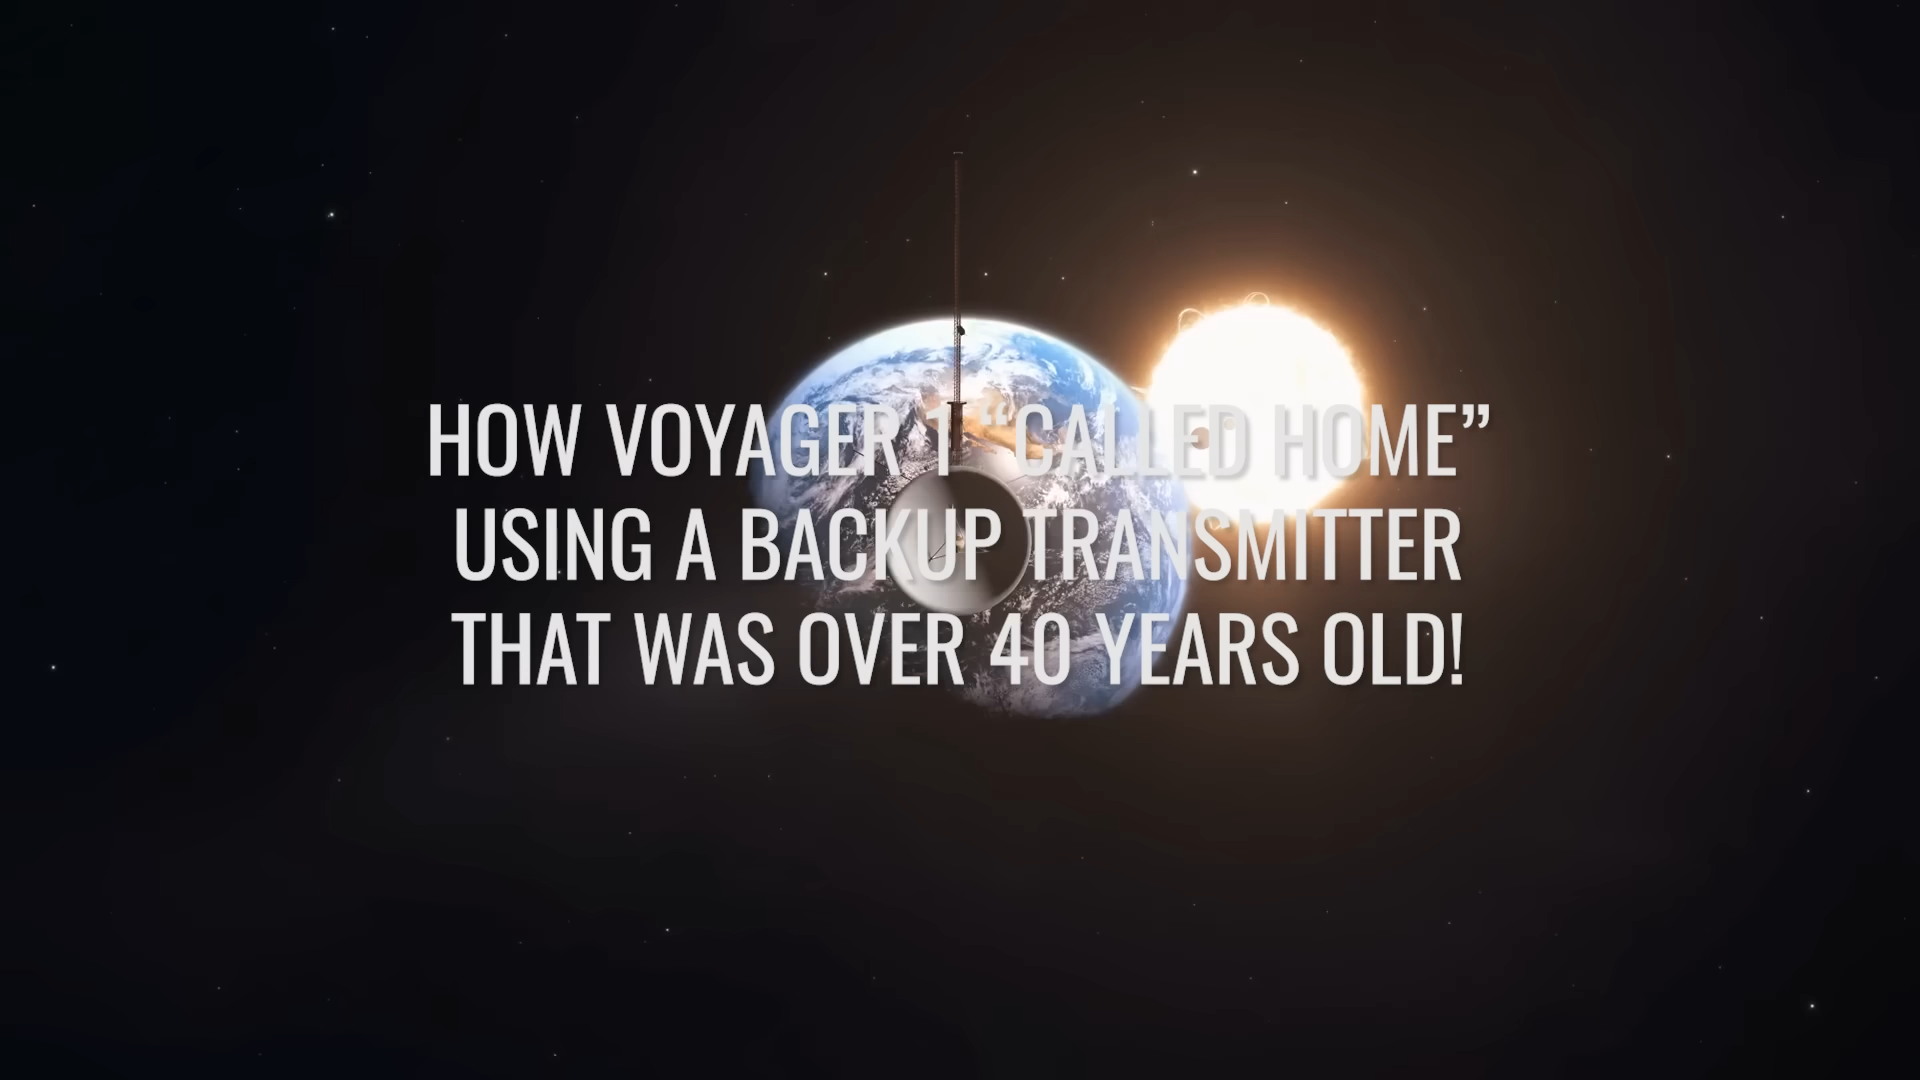 HOW VOYAGER 1 “CALLED HOME”
USING A BACKUP TRANSMITTER
THAT WAS OVER 40 YEARS OLD!